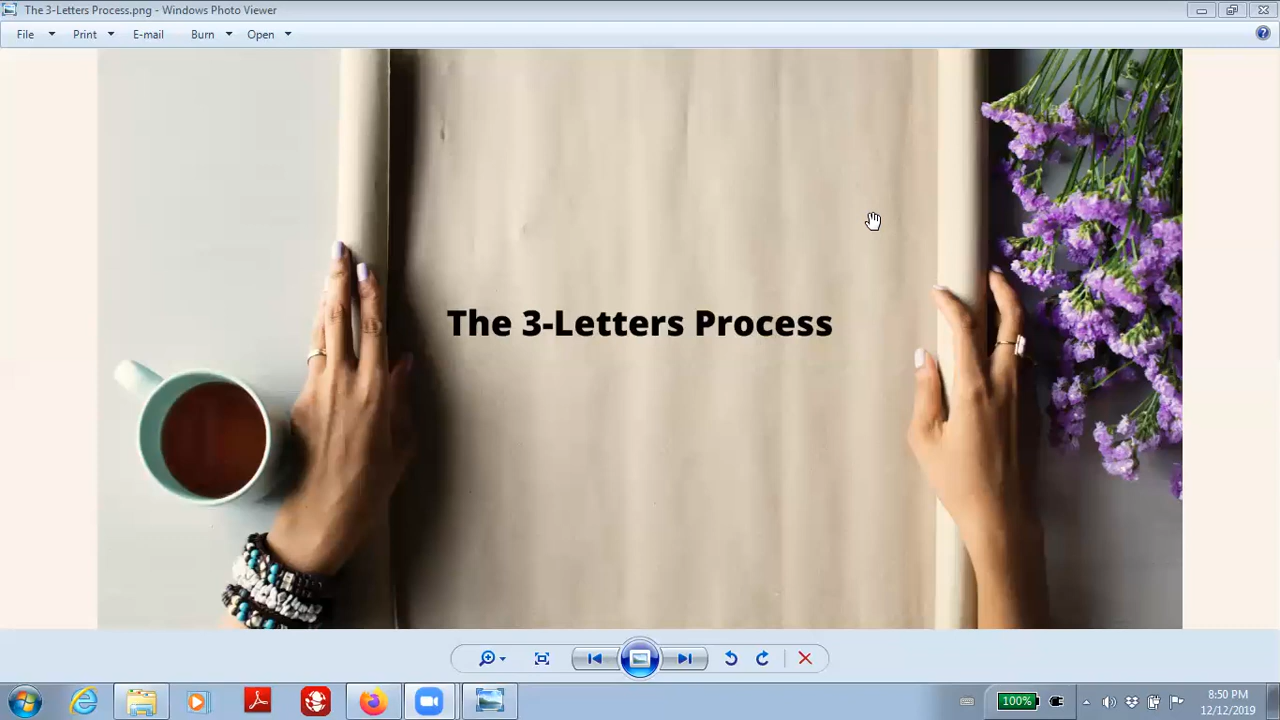 The 3-Letters Process.png - Windows Photo Viewer
File Print E-mail Burn Open
The 3-Letters Process
100%
8:50 PM
12/12/2019